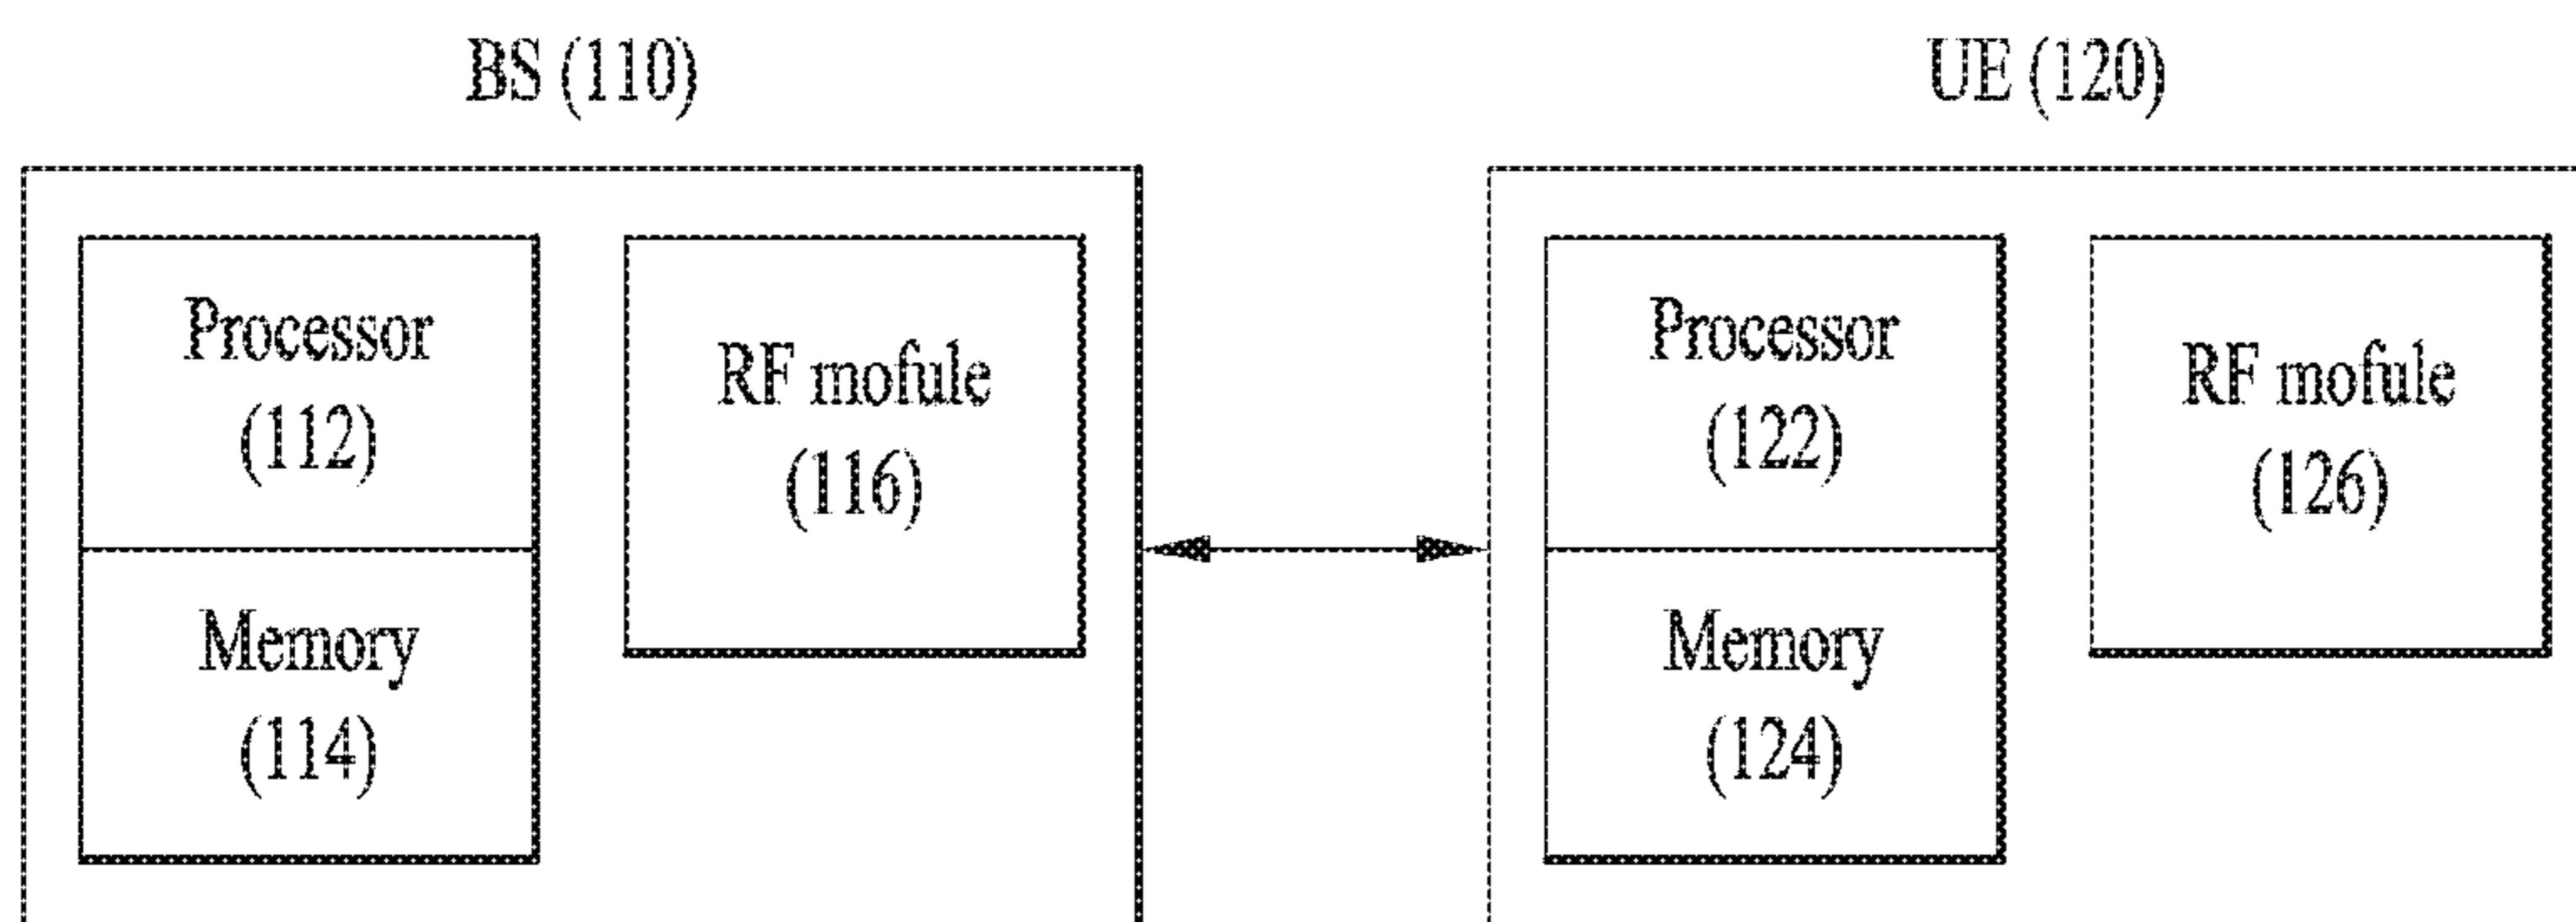 BS (110)
Processor
(112)
Memory
(114)
RF mofule
(116)
UE (120)
Processor
(122)
Memory
(124)
RF mofule
(126)